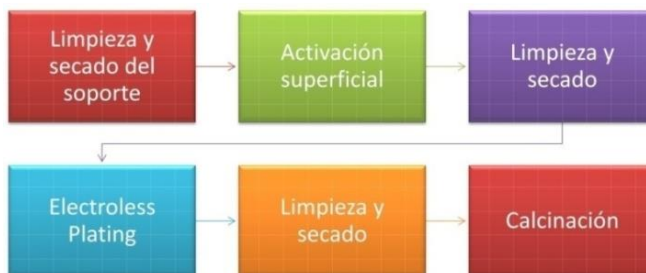 Limpieza y
secado del
soporte
Activación
superficial
Limpieza y
secado
Electroless
Plating
Limpieza y
secado
Calcinación